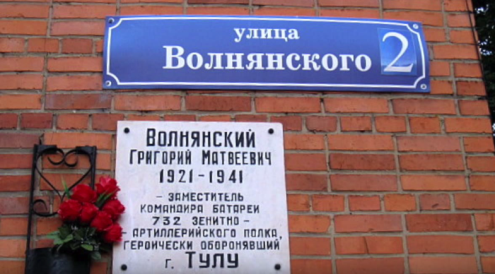 улица
Волнянского 2
Волнянский
Григорий Матвеевич
1921-1941
- заместитель
командира батареи
732 зенитно-
артиллерийского полка,
героически оборонявший
г. Тулу